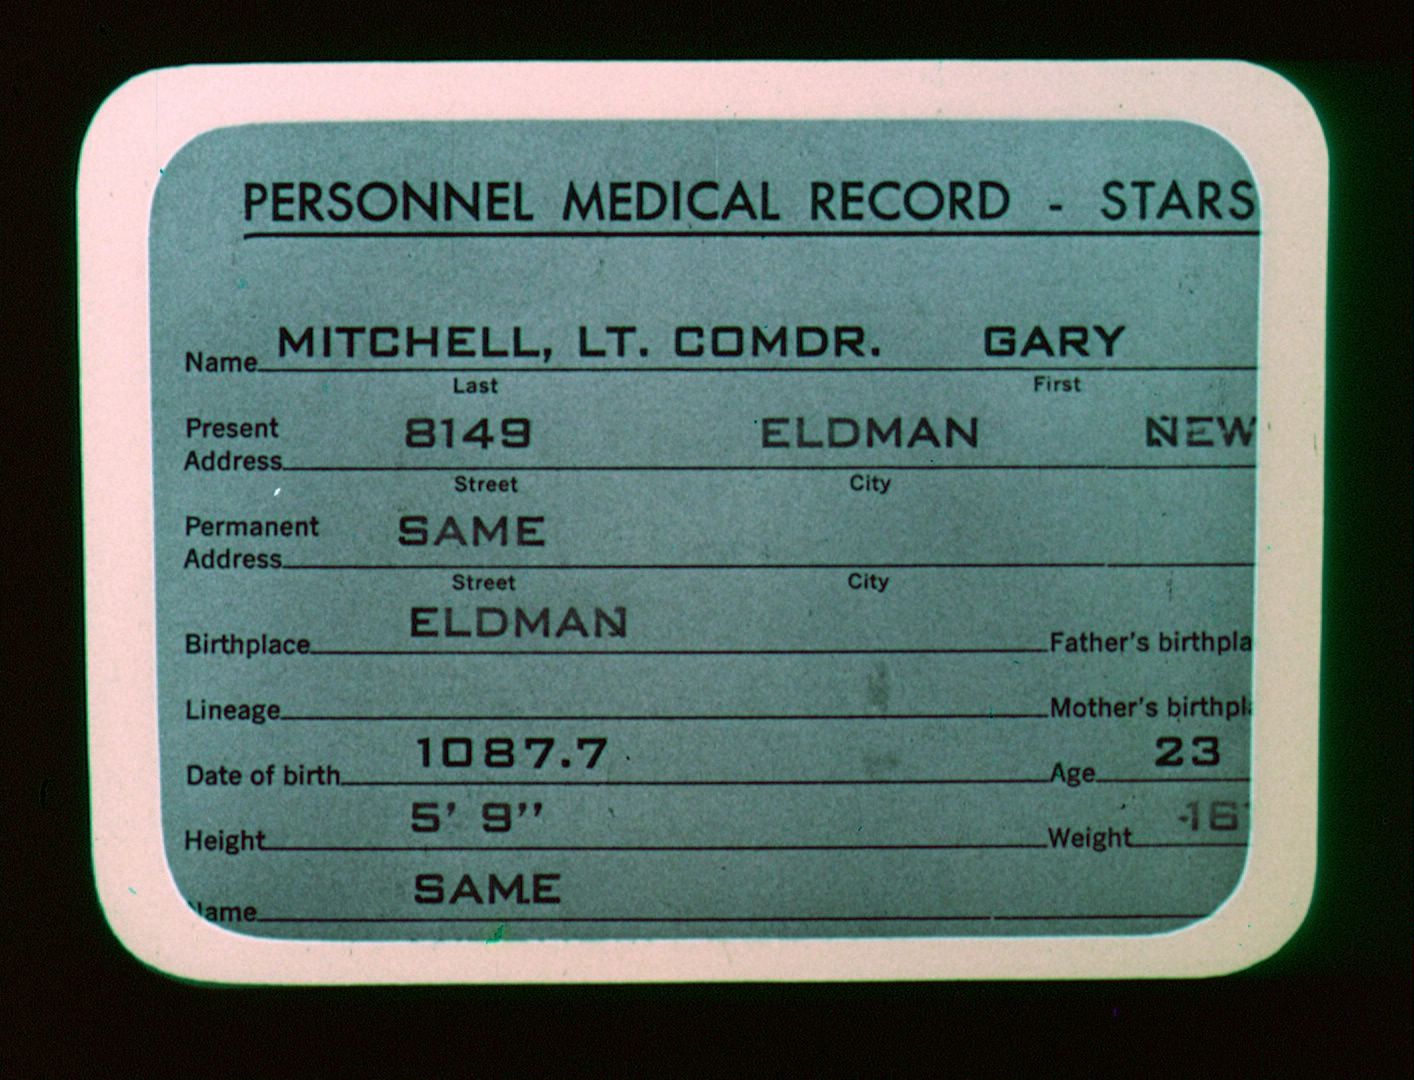 PERSONNEL MEDICAL RECORD - STARS
Name MITCHELL, LT. COMDR. GARY
Last First
Present Address 8149 ELDMAN NEW
Street City
Permanent Address SAME
Street City
Birthplace ELDMAN Father's birthpla
Lineage Mother's birthpl
Date of birth 1087.7 Age 23
Height 5' 9" Weight 16
Name SAME